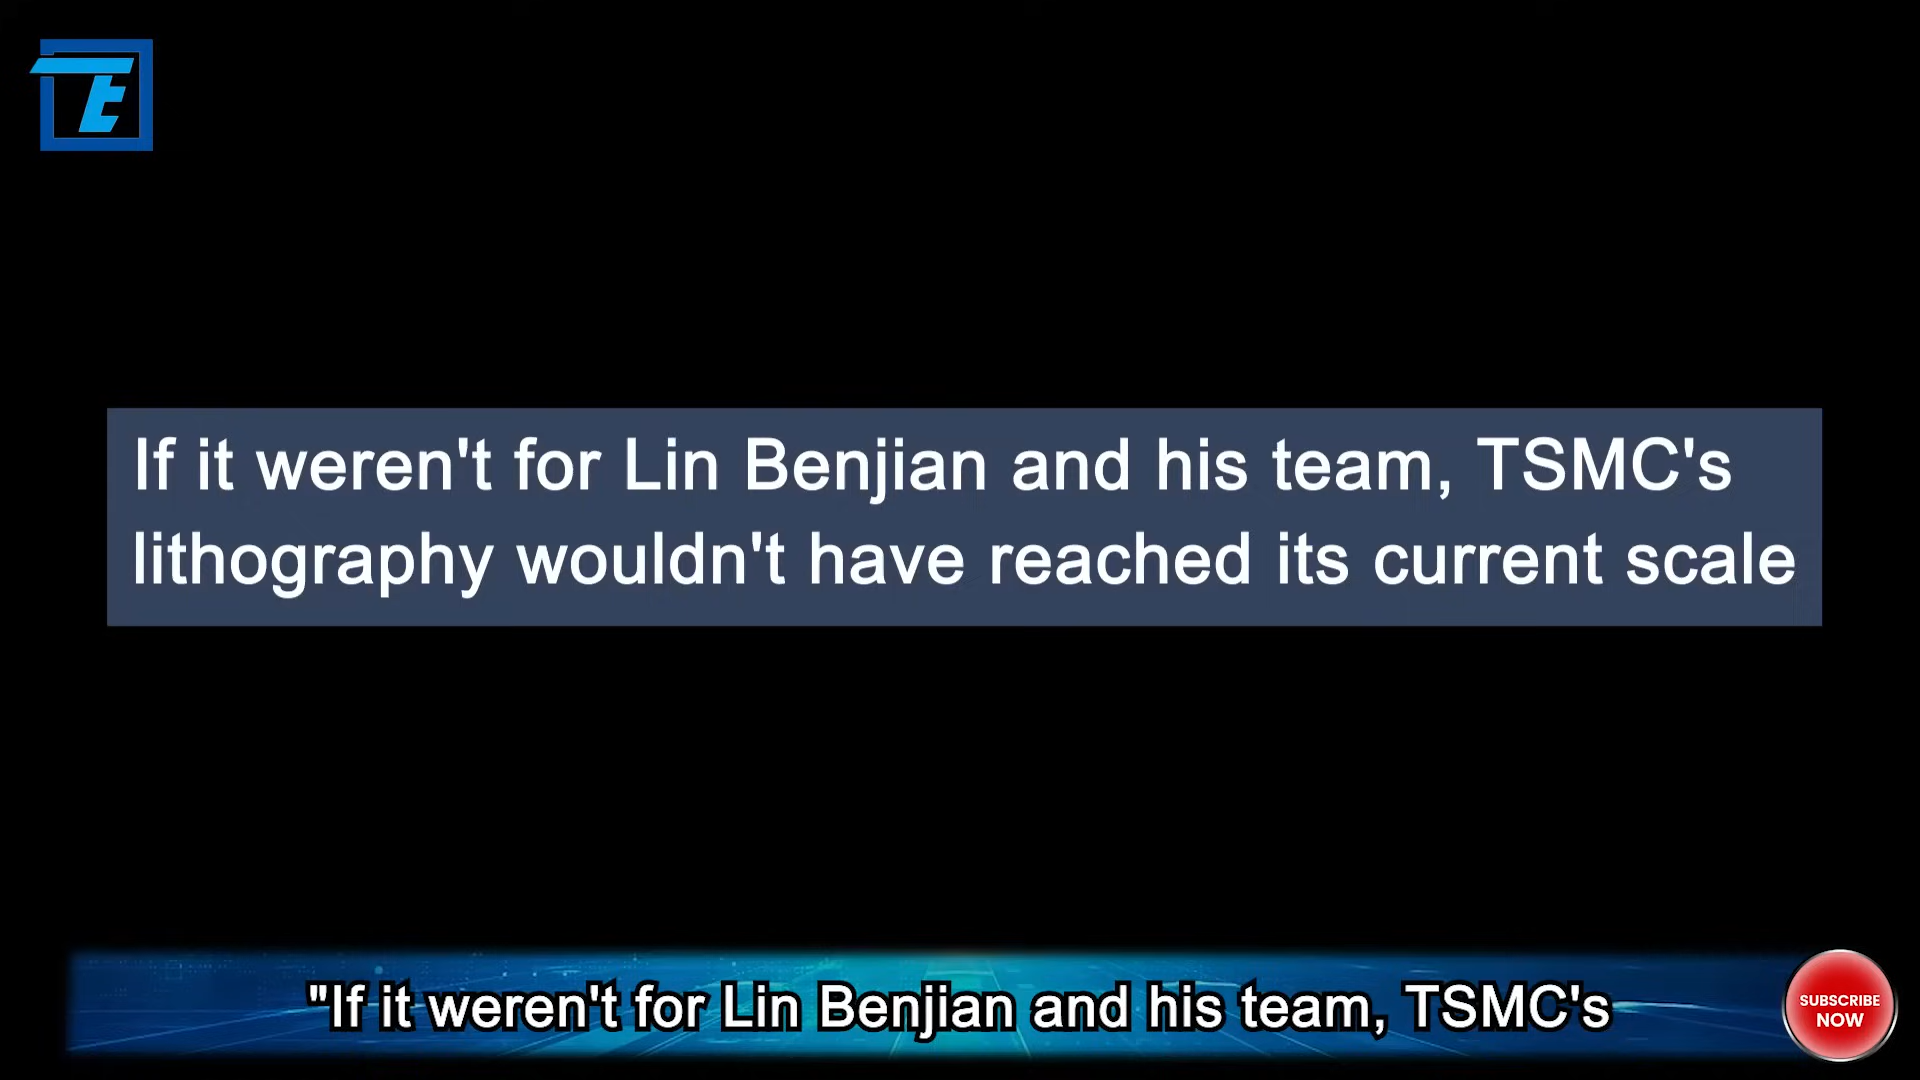 TE
If it weren't for Lin Benjian and his team, TSMC's
lithography wouldn't have reached its current scale
"If it weren't for Lin Benjian and his team, TSMC's
SUBSCRIBE
NOW